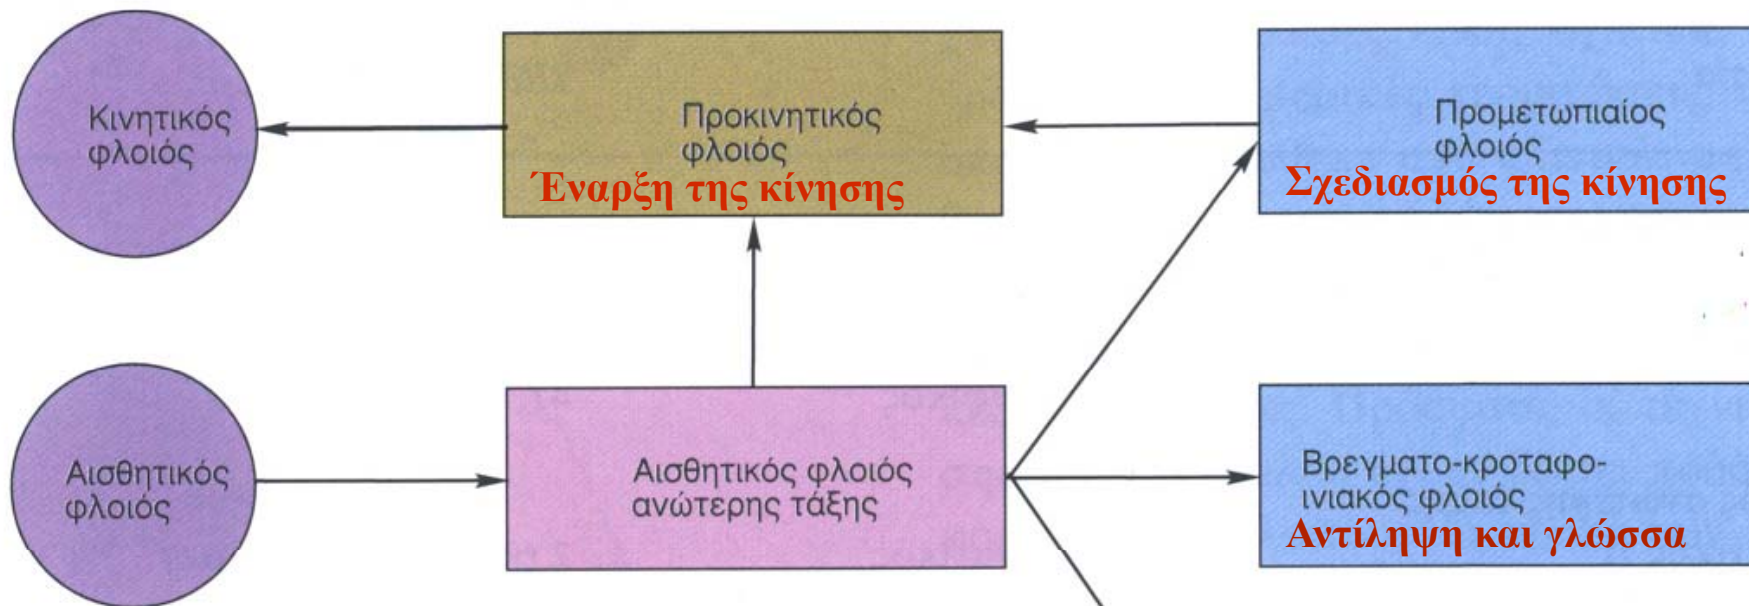 Κινητικός
φλοιός
Προκινητικός
φλοιός
Έναρξη της κίνησης
Προμετωπιαίος
φλοιός
Σχεδιασμός της κίνησης
Αισθητικός
φλοιός
Αισθητικός φλοιός
ανώτερης τάξης
Βρεγματο-κροταφο-
ινιακός φλοιός
Αντίληψη και γλώσσα